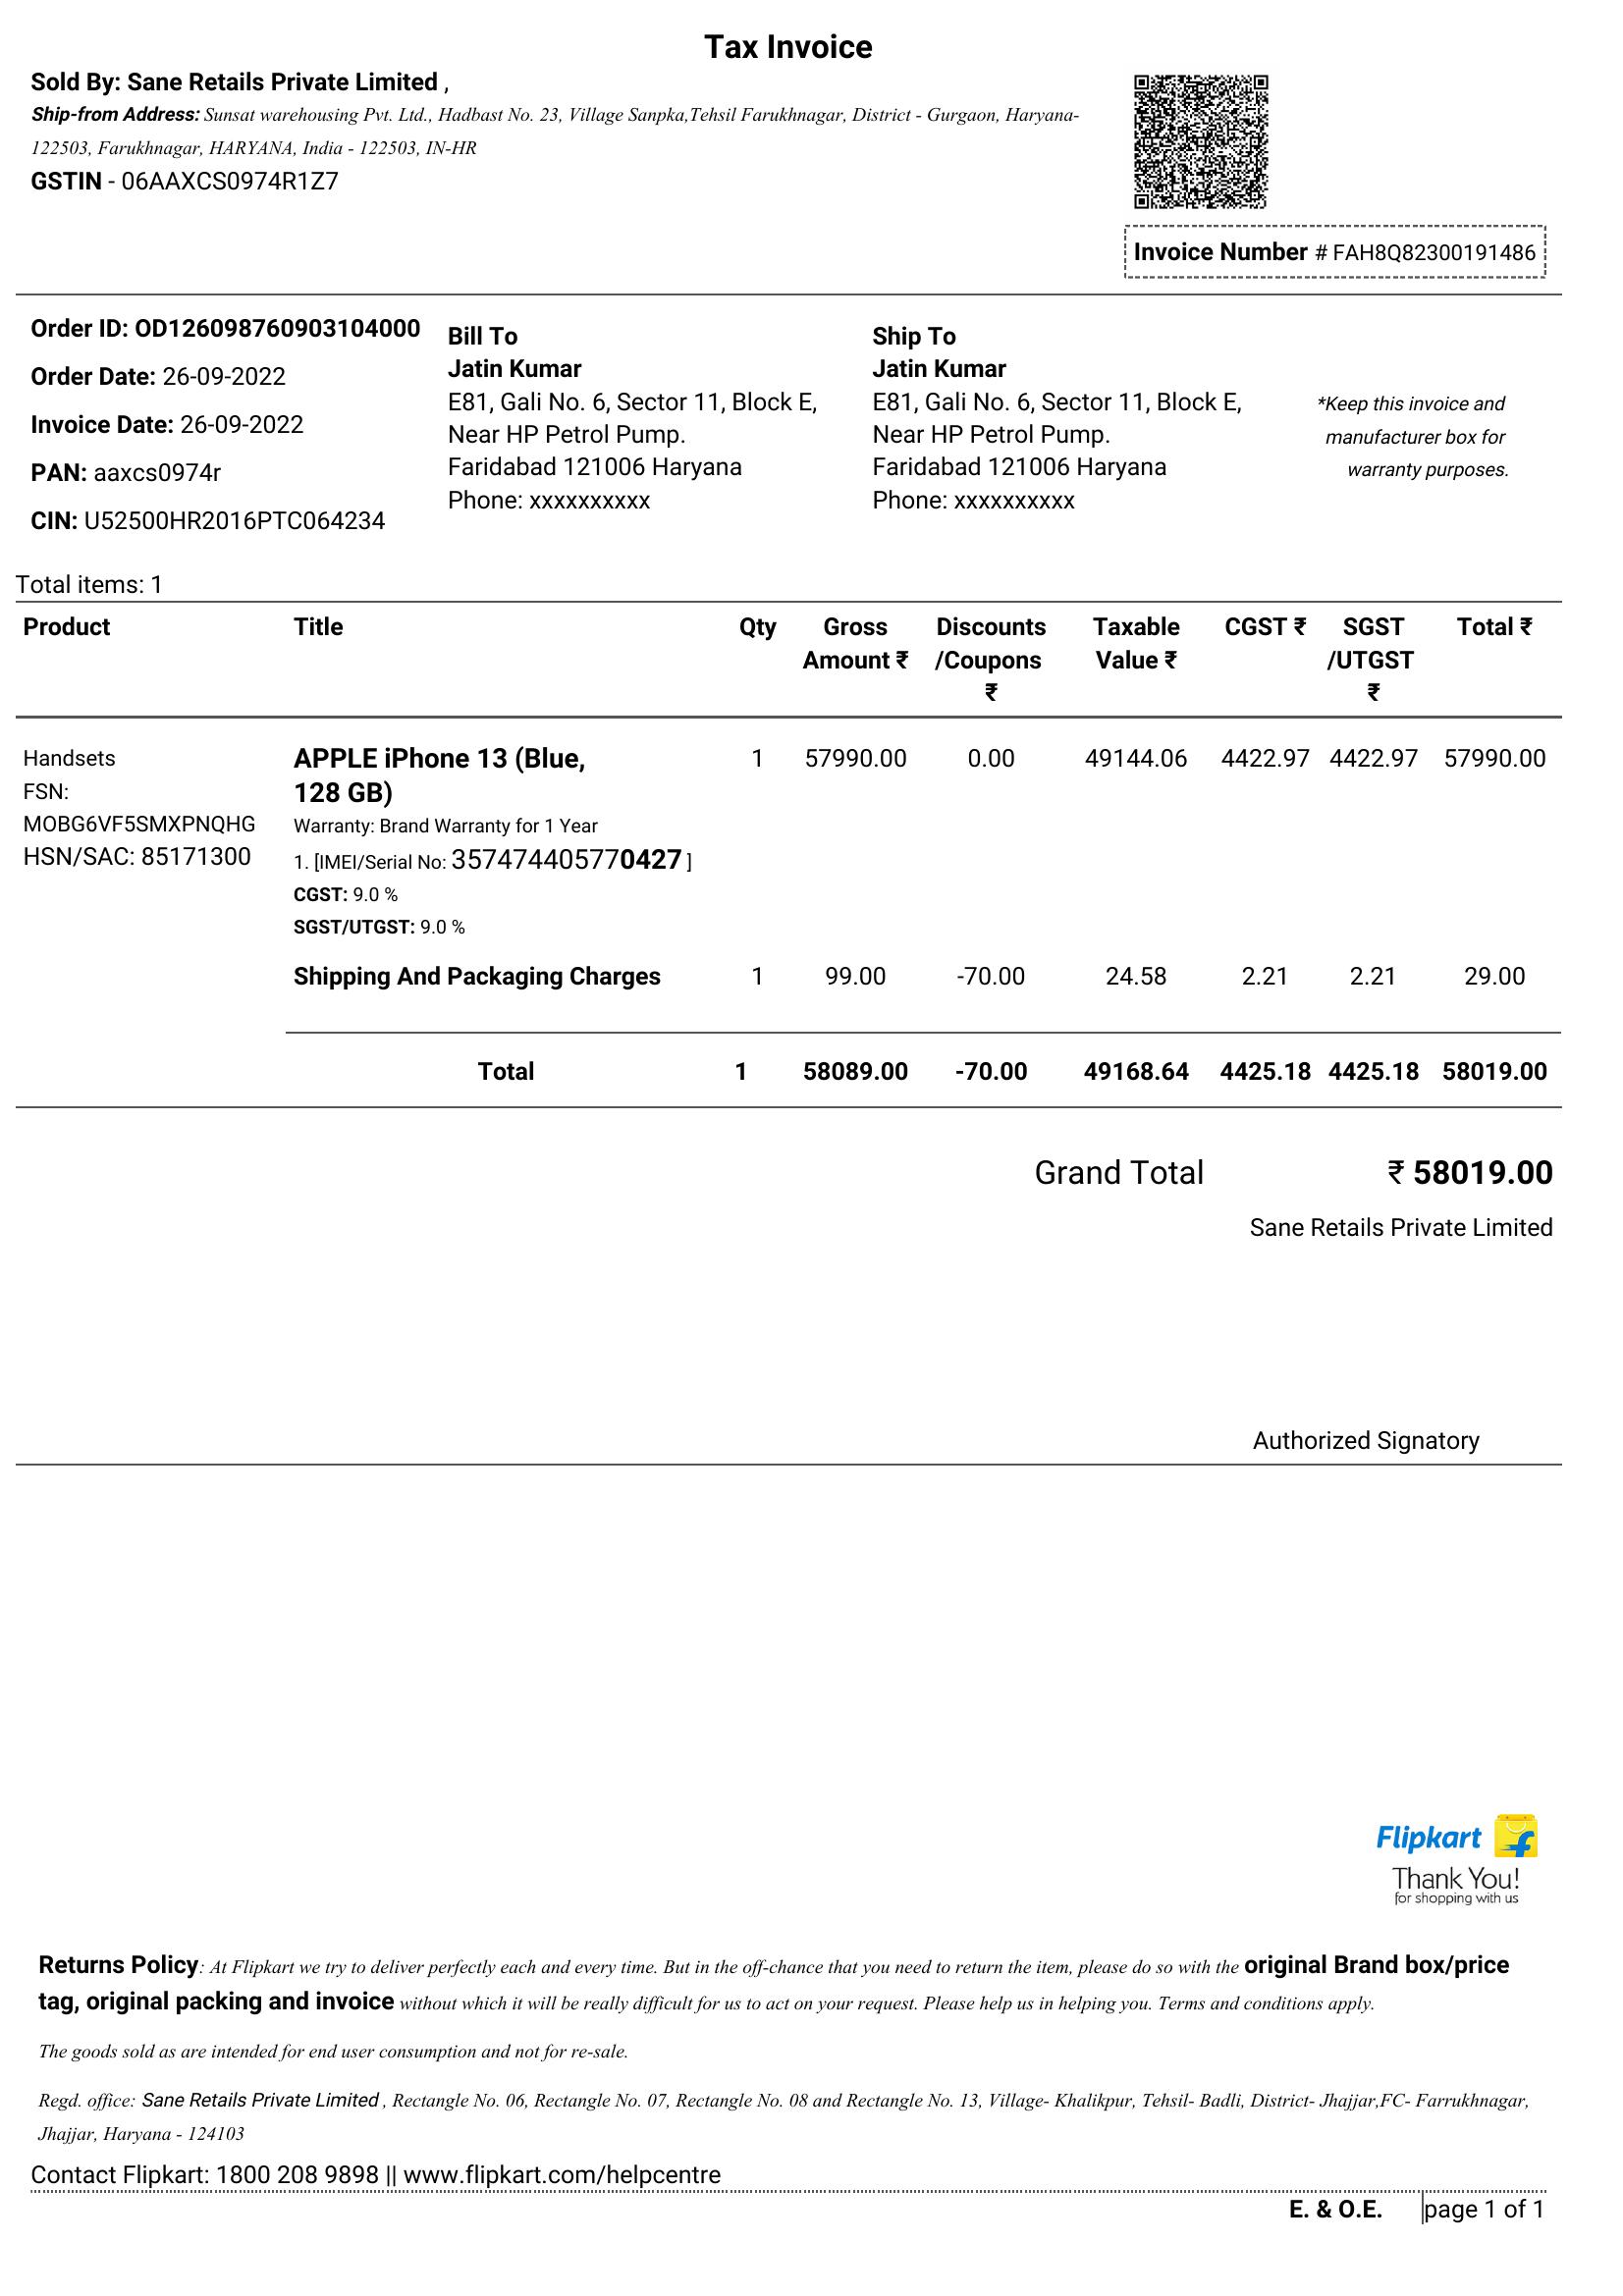 Tax Invoice
Sold By: Sane Retails Private Limited ,
Ship-from Address: Sunsat warehousing Pvt. Ltd., Hadbast No. 23, Village Sanpka,Tehsil Farukhnagar, District - Gurgaon, Haryana-
122503, Farukhnagar, HARYANA, India - 122503, IN-HR
GSTIN - 06AAXCS0974R1Z7
Invoice Number # FAH8Q82300191486
Order ID: OD126098760903104000
Order Date: 26-09-2022
Invoice Date: 26-09-2022
PAN: aaxcs0974r
CIN: U52500HR2016PTC064234
Bill To
Jatin Kumar
E81, Gali No. 6, Sector 11, Block E,
Near HP Petrol Pump.
Faridabad 121006 Haryana
Phone: xxxxxxxxxx
Ship To
Jatin Kumar
E81, Gali No. 6, Sector 11, Block E,
Near HP Petrol Pump.
Faridabad 121006 Haryana
Phone: xxxxxxxxxx
*Keep this invoice and
manufacturer box for
warranty purposes.
Total items: 1
Product Title Qty Gross Discounts Taxable CGST ₹ SGST Total ₹
Amount ₹ /Coupons Value ₹ /UTGST
₹ ₹
Handsets
FSN:
MOBG6VF5SMXPNQHG
HSN/SAC: 85171300
APPLE iPhone 13 (Blue, 1 57990.00 0.00 49144.06 4422.97 4422.97 57990.00
128 GB)
Warranty: Brand Warranty for 1 Year
1. [IMEI/Serial No: 357474405770427 ]
CGST: 9.0 %
SGST/UTGST: 9.0 %
Shipping And Packaging Charges 1 99.00 -70.00 24.58 2.21 2.21 29.00
Total 1 58089.00 -70.00 49168.64 4425.18 4425.18 58019.00
Grand Total ₹ 58019.00
Sane Retails Private Limited
Authorized Signatory
Flipkart
Thank You!
for shopping with us
Returns Policy: At Flipkart we try to deliver perfectly each and every time. But in the off-chance that you need to return the item, please do so with the original Brand box/price
tag, original packing and invoice without which it will be really difficult for us to act on your request. Please help us in helping you. Terms and conditions apply.
The goods sold as are intended for end user consumption and not for re-sale.
Regd. office: Sane Retails Private Limited , Rectangle No. 06, Rectangle No. 07, Rectangle No. 08 and Rectangle No. 13, Village- Khalikpur, Tehsil- Badli, District- Jhajjar,FC- Farrukhnagar,
Jhajjar, Haryana - 124103
Contact Flipkart: 1800 208 9898 || www.flipkart.com/helpcentre
E. & O.E. page 1 of 1